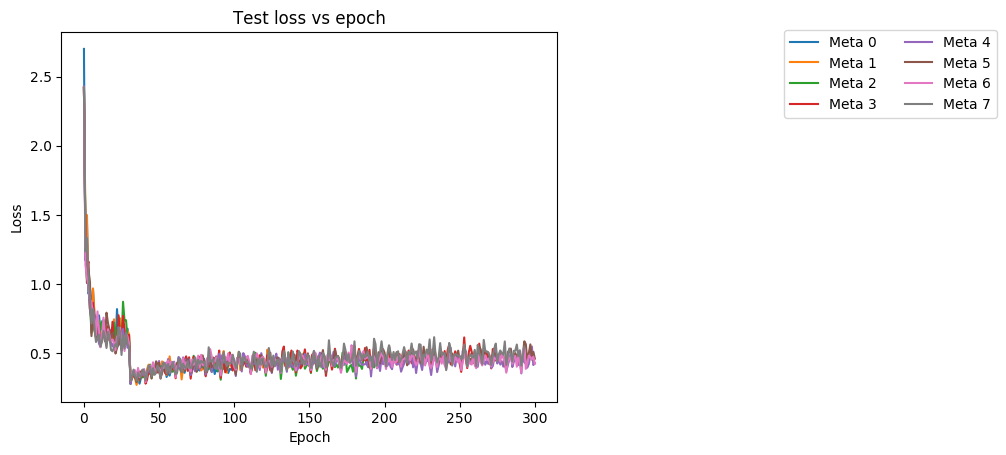 Test loss vs epoch
Loss
2.5
2.0
1.5
1.0
0.5
0
50
100
150
200
250
300
Epoch
Meta 0
Meta 1
Meta 2
Meta 3
Meta 4
Meta 5
Meta 6
Meta 7